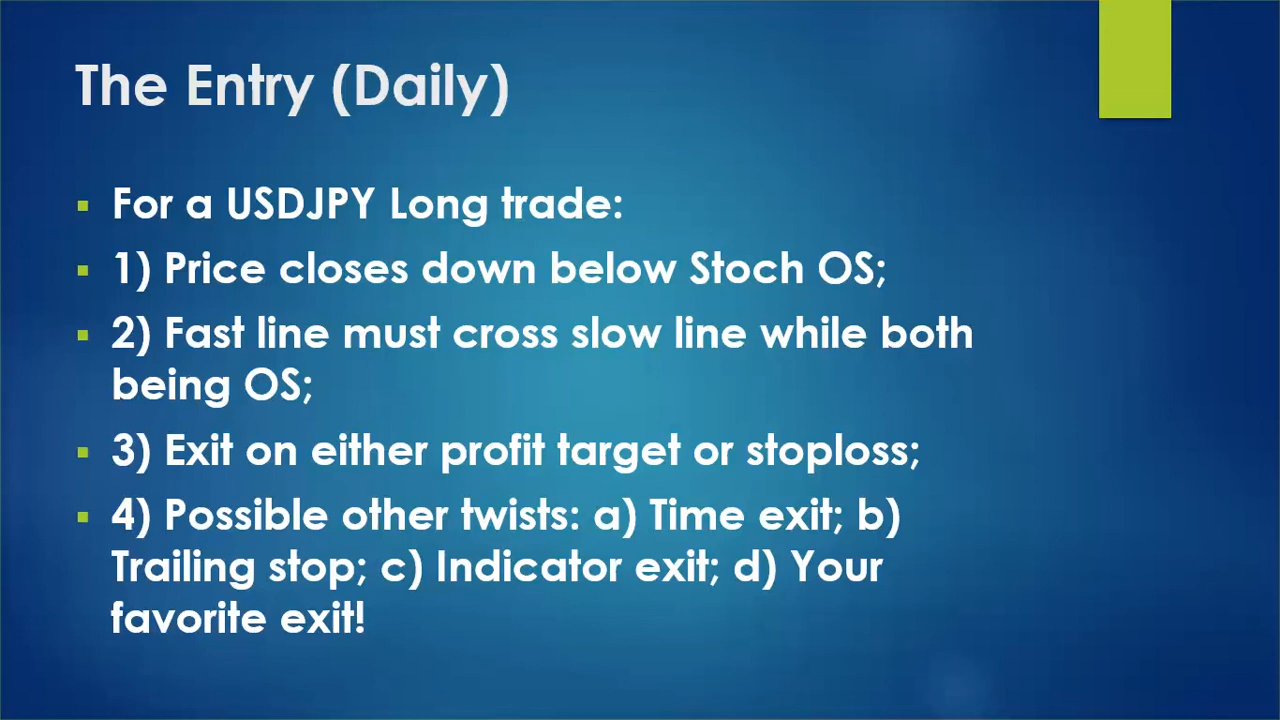 The Entry (Daily)
For a USDJPY Long trade:
1) Price closes down below Stoch OS;
2) Fast line must cross slow line while both
being OS;
3) Exit on either profit target or stoploss;
4) Possible other twists: a) Time exit; b)
Trailing stop; c) Indicator exit; d) Your
favorite exit!